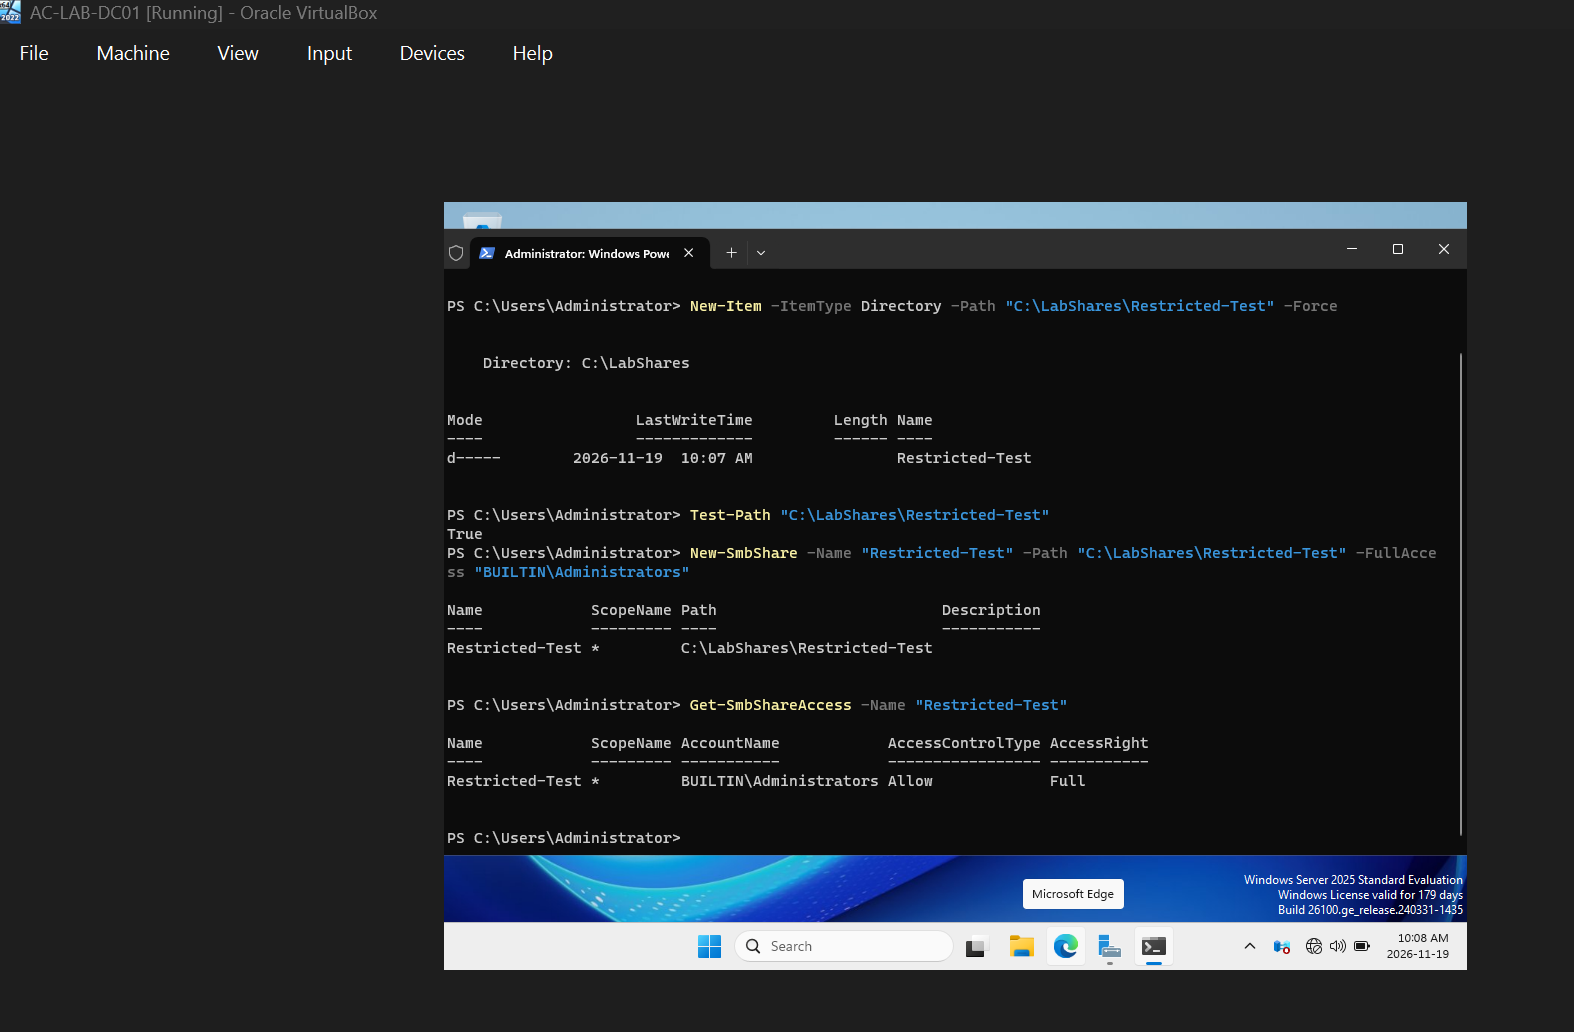 AC-LAB-DC01 [Running] - Oracle VirtualBox
File Machine View Input Devices Help
Administrator: Windows Powe
PS C:\Users\Administrator> New-Item -ItemType Directory -Path "C:\LabShares\Restricted-Test" -Force
Directory: C:\LabShares
Mode LastWriteTime Length Name
---- ------------- ------ ----
d----- 2026-11-19 10:07 AM Restricted-Test
PS C:\Users\Administrator> Test-Path "C:\LabShares\Restricted-Test"
True
PS C:\Users\Administrator> New-SmbShare -Name "Restricted-Test" -Path "C:\LabShares\Restricted-Test" -FullAcce
ss "BUILTIN\Administrators"
Name ScopeName Path Description
---- --------- ---- -----------
Restricted-Test * C:\LabShares\Restricted-Test
PS C:\Users\Administrator> Get-SmbShareAccess -Name "Restricted-Test"
Name ScopeName AccountName AccessControlType AccessRight
---- --------- ----------- ----------------- -----------
Restricted-Test * BUILTIN\Administrators Allow Full
PS C:\Users\Administrator>
Microsoft Edge
Windows Server 2025 Standard Evaluation
Windows License valid for 179 days
Build 26100.ge_release.240331-1435
Search
10:08 AM
2026-11-19